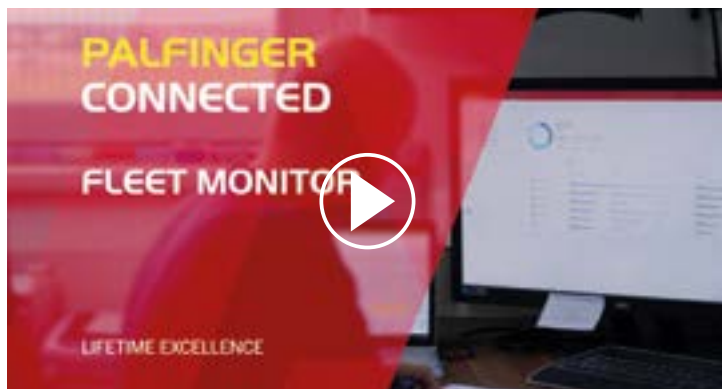 PALFINGER
CONNECTED
FLEET MONITOR
LIFETIME EXCELLENCE